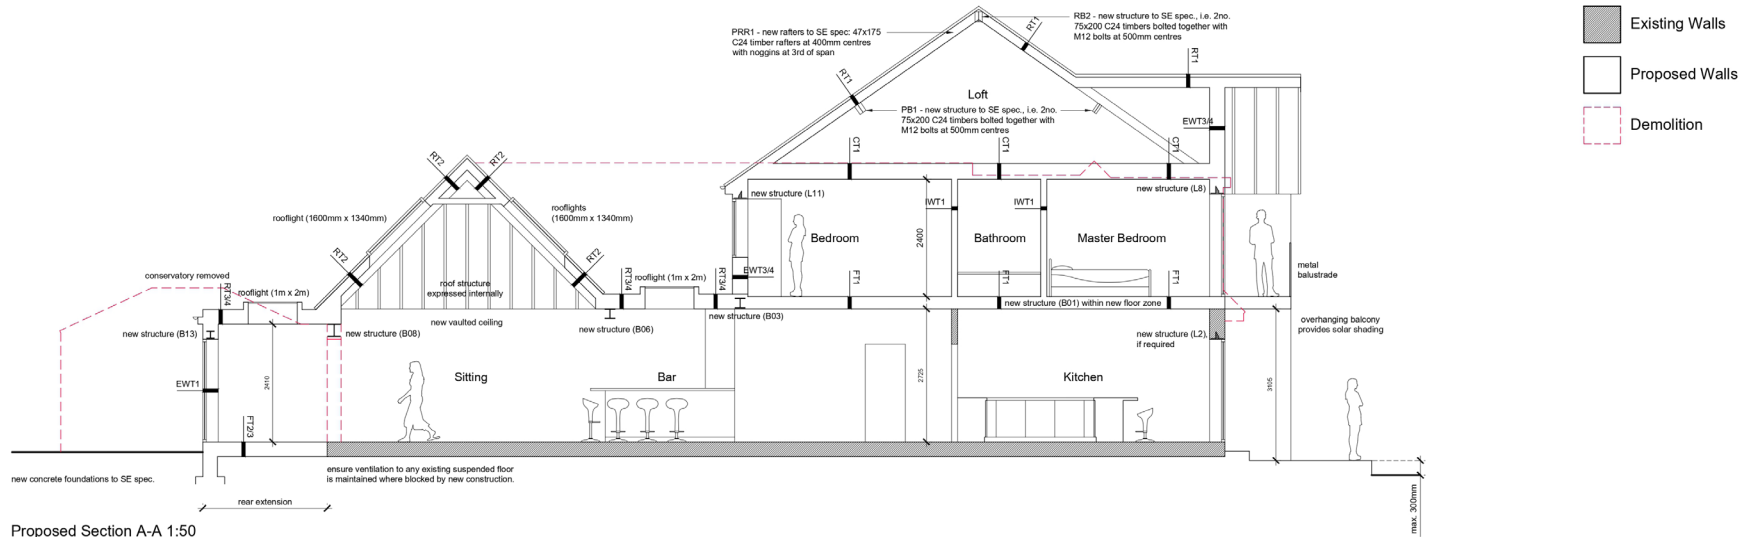 PRR1 - new rafters to SE spec: 47x175
C24 timber rafters at 400mm centres
with noggins at 3rd of span
RB2 - new structure to SE spec., i.e. 2no.
75x200 C24 timbers bolted together with
M12 bolts at 500mm centres
RT1
RT1
RT1
Existing Walls
Proposed Walls
Demolition
Loft
PB1 - new structure to SE spec., i.e. 2no.
75x200 C24 timbers bolted together with
M12 bolts at 500mm centres
EWT3/4
CT1
CT1
CT1
RT2
RT2
new structure (L11)
new structure (L8)
rooflight (1600mm x 1340mm)
rooflights
(1600mm x 1340mm)
IWT1
IWT1
2400
Bedroom
Bathroom
Master Bedroom
RT2
RT2
conservatory removed
RT3/4
rooflight (1m x 2m)
roof structure
expressed internally
RT3/4
rooflight (1m x 2m)
RT3/4
EWT3/4
FT1
FT1
FT1
metal
balustrade
new structure (B01) within new floor zone
new structure (B13)
new structure (B08)
new vaulted ceiling
new structure (B06)
new structure (B03)
new structure (L2),
if required
overhanging balcony
provides solar shading
EWT1
2410
Sitting
Bar
2725
Kitchen
3105
FT2/3
new concrete foundations to SE spec.
ensure ventilation to any existing suspended floor
is maintained where blocked by new construction.
rear extension
max. 300mm
Proposed Section A-A 1:50